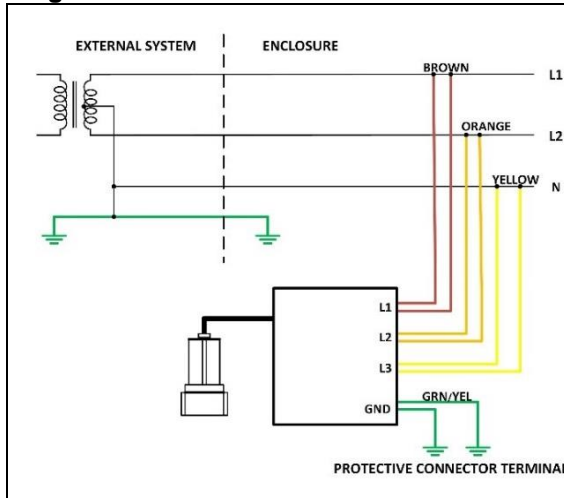 EXTERNAL SYSTEM
ENCLOSURE
BROWN
L1
ORANGE
L2
YELLOW
N
L1
L2
L3
GND
GRN/YEL
PROTECTIVE CONNECTOR TERMINAL